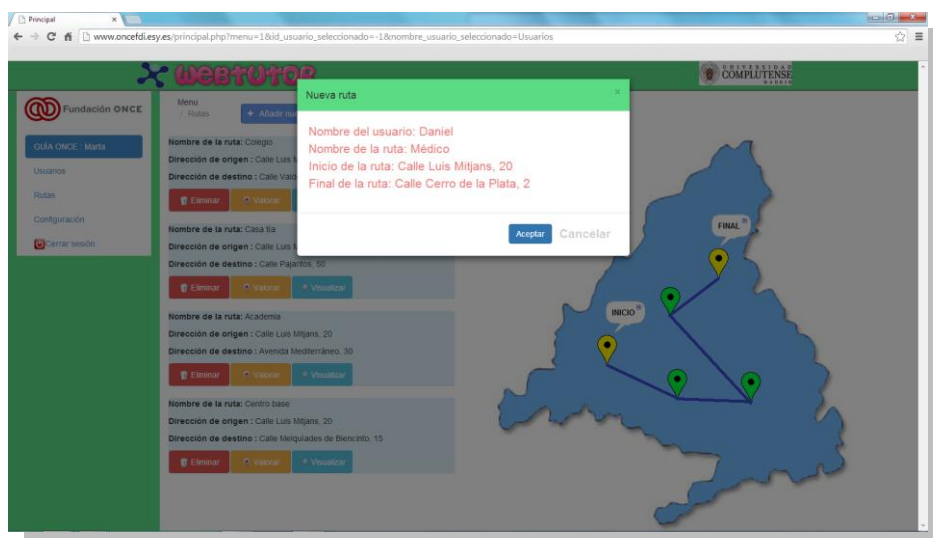 Principal
www.oncefdi.esy.es/principal.php?menu=1&id_usuario_seleccionado=-1&nombre_usuario_seleccionado=Usuarios
WEBTUTOR
UNIVERSIDAD
COMPLUTENSE
MADRID
Fundación ONCE
GUÍA ONCE : Marta
Usuarios
Rutas
Configuración
Cerrar sesión
Menu
/ Rutas
+ Añadir
Nueva ruta
×
Nombre del usuario: Daniel
Nombre de la ruta: Médico
Inicio de la ruta: Calle Luis Mitjans, 20
Final de la ruta: Calle Cerro de la Plata, 2
Aceptar Cancelar
Nombre de la ruta: Colegio
Dirección de origen : Calle Luis
Dirección de destino : Calle
Eliminar Valorar
Nombre de la ruta: Casa tía
Dirección de origen : Calle Luis
Dirección de destino : Calle Pajaritos, 50
Eliminar Valorar Visualizar
Nombre de la ruta: Academia
Dirección de origen : Calle Luis Mitjans, 20
Dirección de destino : Avenida Mediterráneo, 30
Eliminar Valorar Visualizar
Nombre de la ruta: Centro base
Dirección de origen : Calle Luis Mitjans, 20
Dirección de destino : Calle Melquiades de Biencinto, 15
Eliminar Valorar Visualizar
FINAL
INICIO